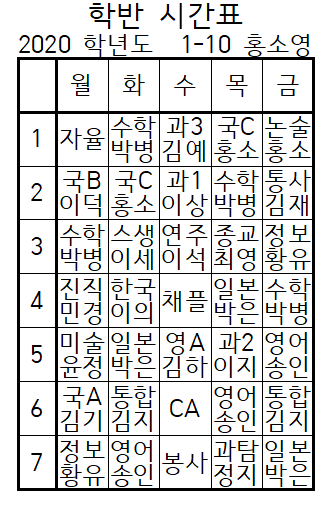 학반 시간표
2020 학년도 1-10 홍소영
월 화 수 목 금
1 자율 수학 박병 과3 김예 국C 홍소 논술 홍소
2 국B 이덕 국C 홍소 과1 이상 수학 박병 통사 김재
3 수학 박병 스생 이세 연주 이석 종교 최영 정보 황유
4 진직 민경 한국 이의 채플 일본 박은 수학 박병
5 미술 윤정 일본 박은 영A 김하 과2 이지 영어 송인
6 국A 김기 통합 김지 CA 영어 송인 통합 김지
7 정보 황유 영어 송인 봉사 과탐 정지 일본 박은